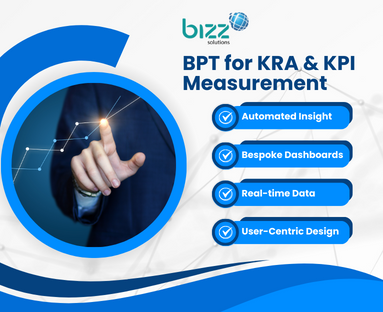 bizz
solutions
BPT for KRA & KPI
Measurement
Automated Insight
Bespoke Dashboards
Real-time Data
User-Centric Design